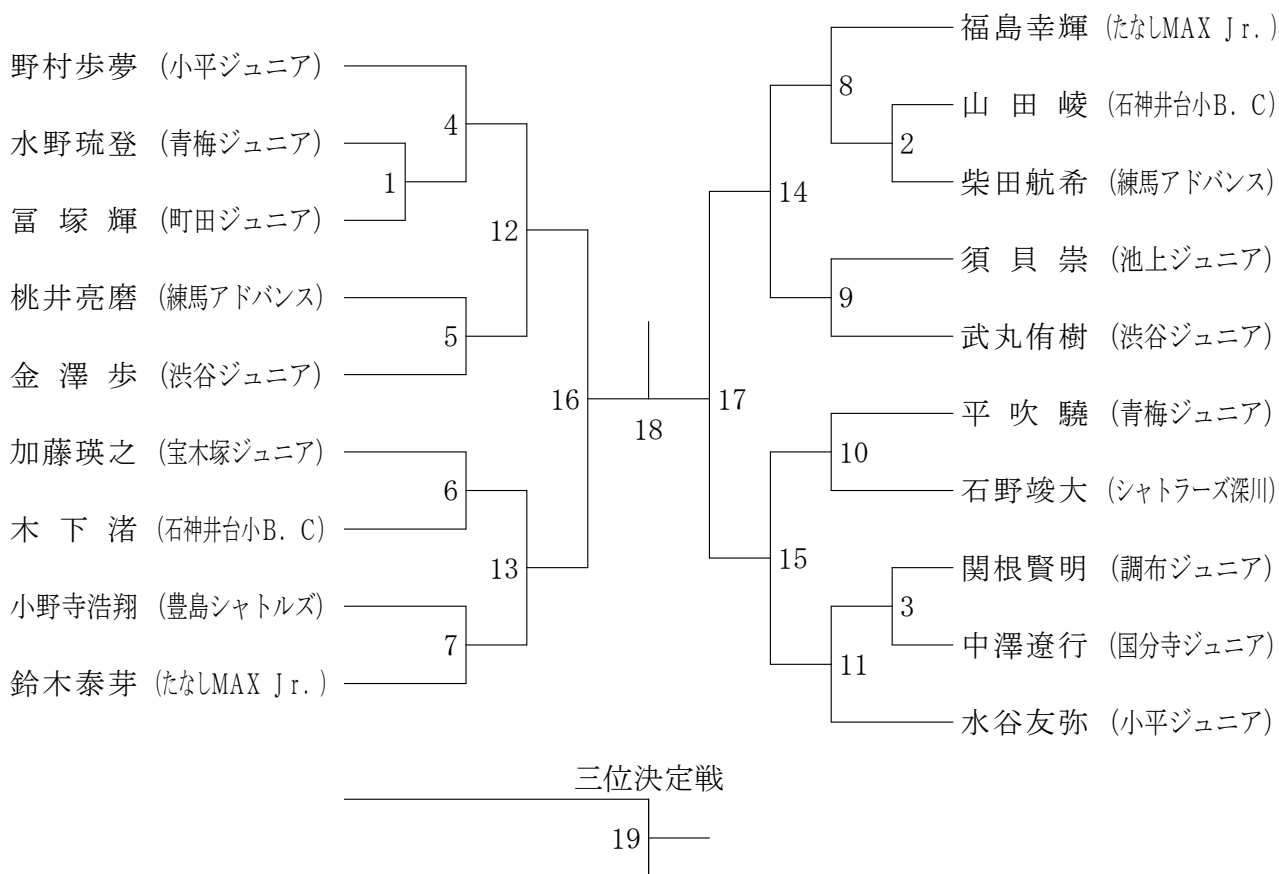 野村歩夢 (小平ジュニア)
水野琉登 (青梅ジュニア)
冨塚輝 (町田ジュニア)
桃井亮磨 (練馬アドバンス)
金澤歩 (渋谷ジュニア)
加藤瑛之 (宝木塚ジュニア)
木下渚 (石神井台小B.C)
小野寺浩翔 (豊島シャトルズ)
鈴木泰芽 (たなしMAX Jr.)
4
1
12
5
16
6
13
7
18
福島幸輝 (たなしMAX Jr.)
山田崚 (石神井台小B.C)
柴田航希 (練馬アドバンス)
須貝崇 (池上ジュニア)
武丸侑樹 (渋谷ジュニア)
平吹驍 (青梅ジュニア)
石野竣大 (シャトラーズ深川)
関根賢明 (調布ジュニア)
中澤遼行 (国分寺ジュニア)
水谷友弥 (小平ジュニア)
8
2
14
9
17
10
15
3
11
三位決定戦
19